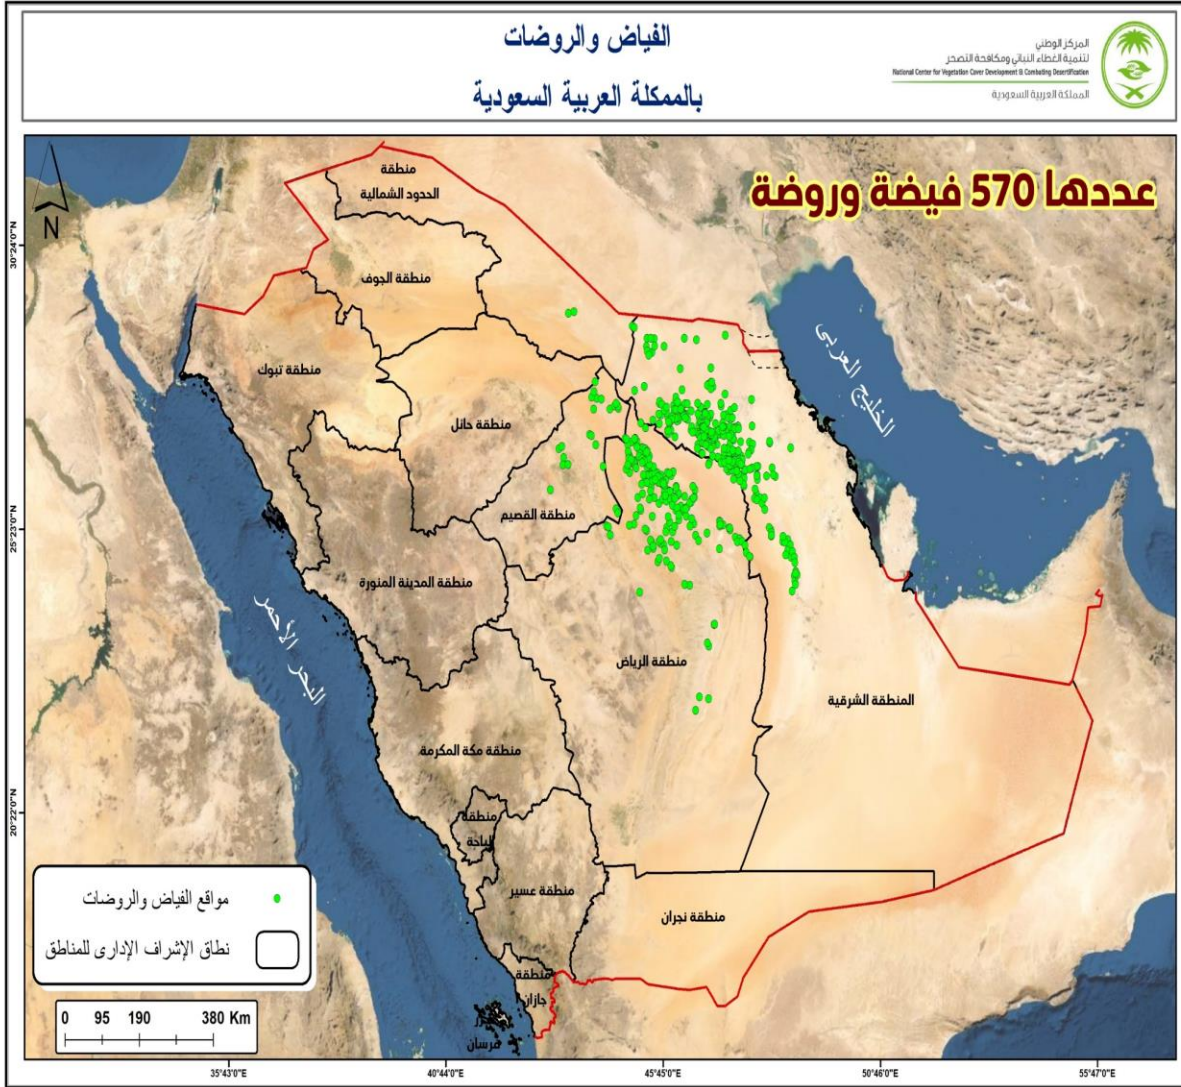 الفياض والروضات
بالممكلة العربية السعودية
المركز الوطني
لتنمية الغطاء النباتي ومكافحة التصحر
National Center for Vegetation Cover Development & Combating Desertification
المملكة العربية السعودية
عددها 570 فيضة وروضة
N
منطقة
الحدود الشمالية
منطقة الجوف
منطقة تبوك
منطقة حائل
منطقة القصيم
منطقة المدينة المنورة
منطقة الرياض
المنطقة الشرقية
منطقة مكة المكرمة
منطقة
الباحة
منطقة عسير
منطقة نجران
منطقة
جازان
جزر
فرسان
الخليج العربي
البحر الأحمر
مواقع الفياض والروضات
نطاق الإشراف الإدارى للمناطق
0 95 190 380 Km
30°24'0"N
25°23'0"N
20°22'0"N
35°43'0"E
40°44'0"E
45°45'0"E
50°46'0"E
55°47'0"E